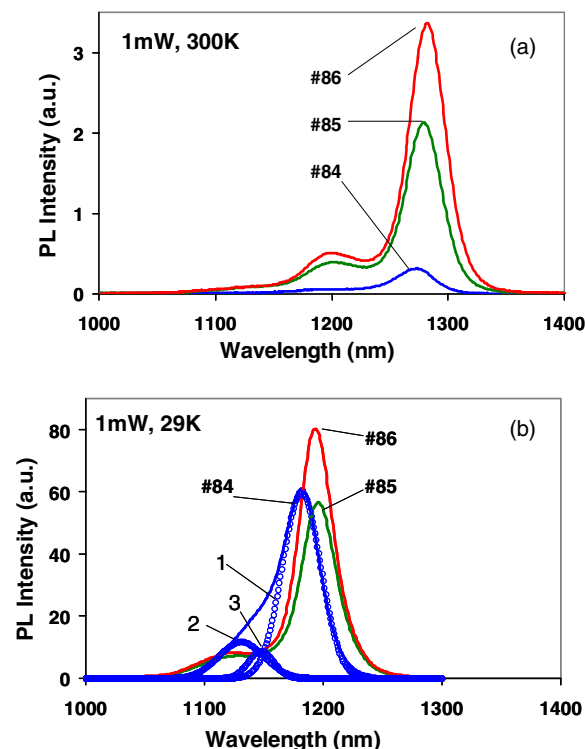 1mW, 300K
(a)
#86
#85
#84
PL Intensity (a.u.)
3
2
1
0
1000 1100 1200 1300 1400
Wavelength (nm)
1mW, 29K
(b)
#86
#84
#85
1
2
3
PL Intensity (a.u.)
80
60
40
20
0
1000 1100 1200 1300 1400
Wavelength (nm)